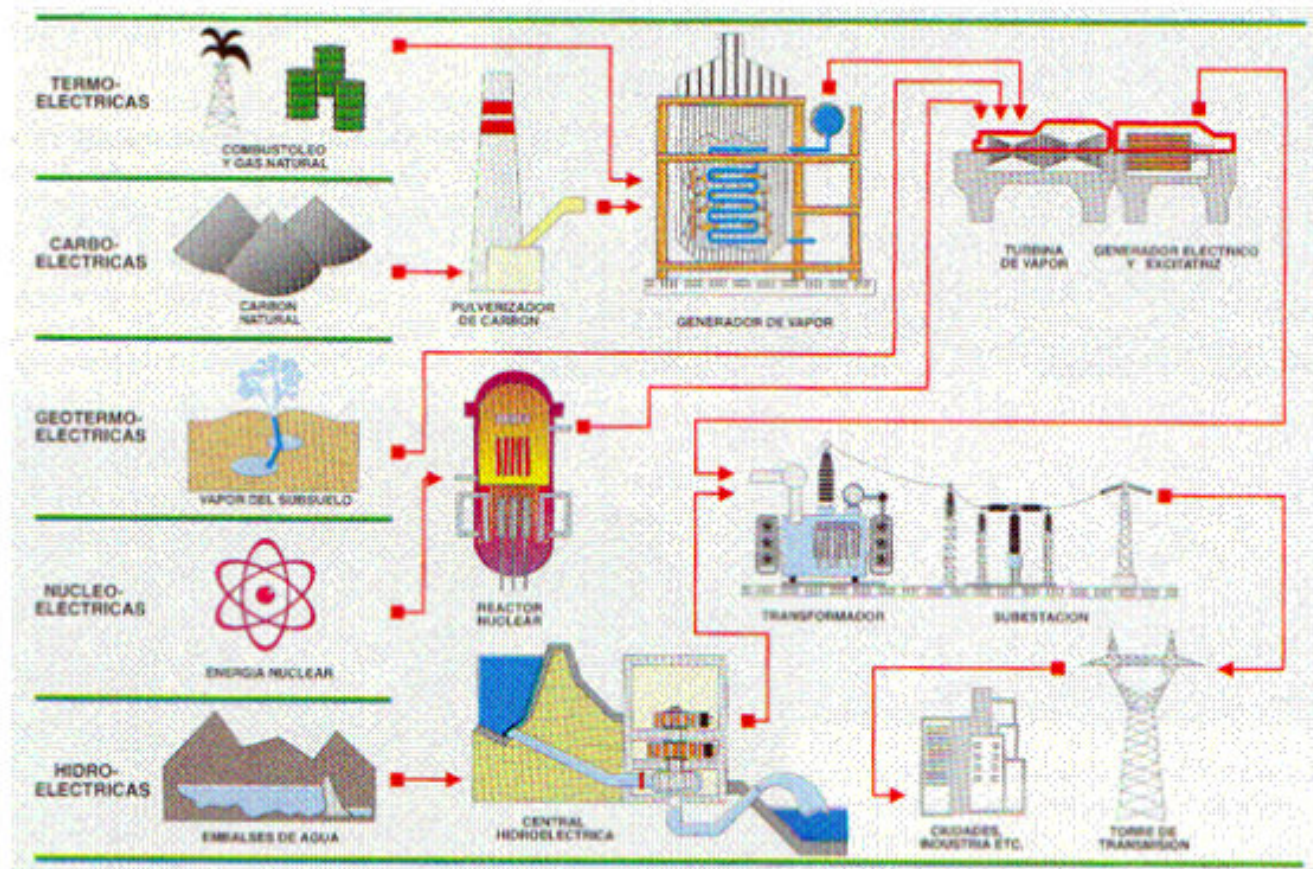 TERMO-
ELECTRICAS
COMBUSTOLEO
Y GAS NATURAL
CARBO-
ELECTRICAS
CARBON
NATURAL
PULVERIZADOR
DE CARBON
GENERADOR DE VAPOR
TURBINA
DE VAPOR
GENERADOR ELECTRICO
Y EXCITATRIZ
GEOTERMO-
ELECTRICAS
VAPOR DEL SUBSUELO
NUCLEO-
ELECTRICAS
ENERGIA NUCLEAR
REACTOR
NUCLEAR
TRANSFORMADOR
SUBESTACION
HIDRO-
ELECTRICAS
EMBALSES DE AGUA
CENTRAL
HIDROELECTRICA
CIUDADES,
INDUSTRIA ETC.
TORRE DE
TRANSMISION